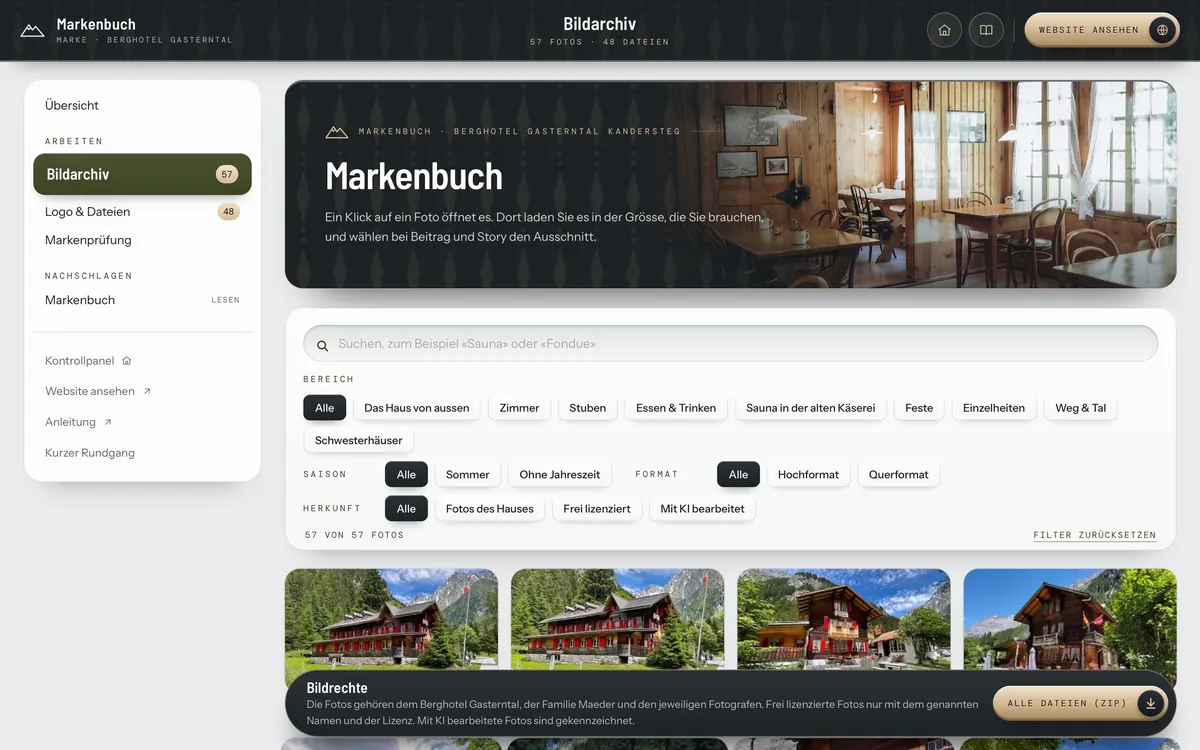 Markenbuch
MARKE · BERGHOTEL GASTERNTAL
Bildarchiv
57 FOTOS · 48 DATEIEN
WEBSITE ANSEHEN
Übersicht
ARBEITEN
Bildarchiv 57
Logo & Dateien 48
Markenprüfung
NACHSCHLAGEN
Markenbuch LESEN
Kontrollpanel
Website ansehen ↗
Anleitung ↗
Kurzer Rundgang
MARKENBUCH · BERGHOTEL GASTERNTAL KANDERSTEG
Markenbuch
Ein Klick auf ein Foto öffnet es. Dort laden Sie es in der Grösse, die Sie brauchen,
und wählen bei Beitrag und Story den Ausschnitt.
Suchen, zum Beispiel «Sauna» oder «Fondue»
BEREICH
Alle Das Haus von aussen Zimmer Stuben Essen & Trinken Sauna in der alten Käserei Feste Einzelheiten Weg & Tal
Schwesterhäuser
SAISON Alle Sommer Ohne Jahreszeit FORMAT Alle Hochformat Querformat
HERKUNFT Alle Fotos des Hauses Frei lizenziert Mit KI bearbeitet
57 VON 57 FOTOS FILTER ZURÜCKSETZEN
Bildrechte
Die Fotos gehören dem Berghotel Gasterntal, der Familie Maeder und den jeweiligen Fotografen. Frei lizenzierte Fotos nur mit dem genannten
Namen und der Lizenz. Mit KI bearbeitete Fotos sind gekennzeichnet.
ALLE DATEIEN (ZIP)